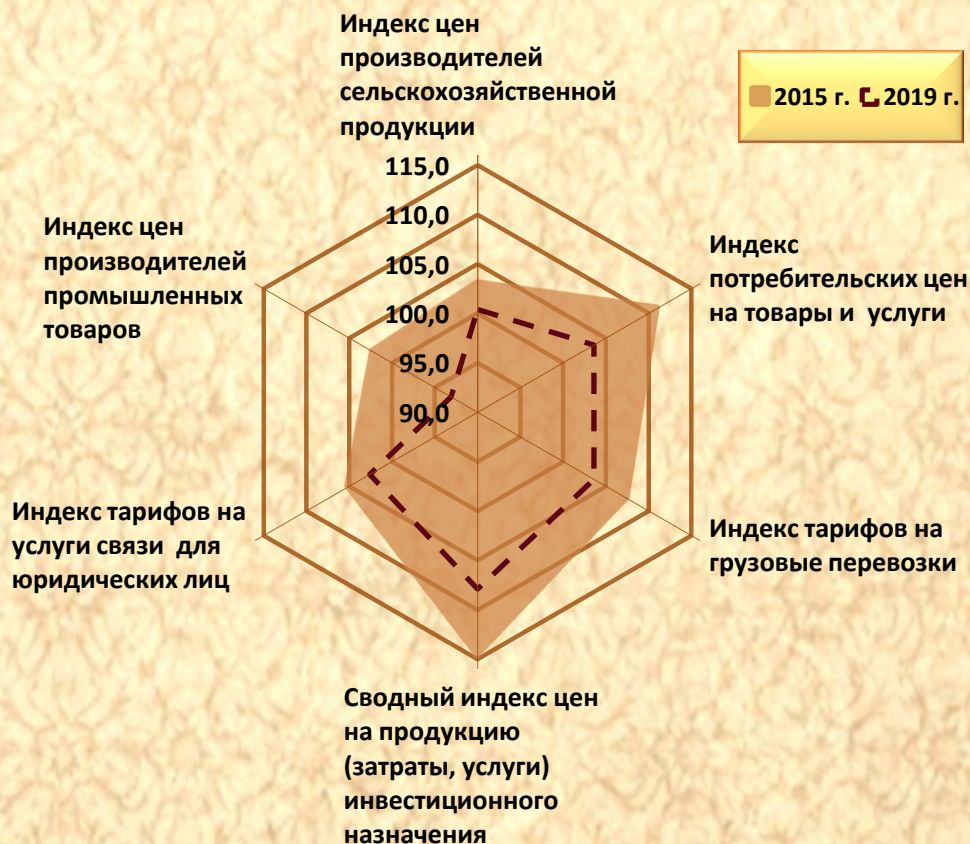 Индекс цен
производителей
сельскохозяйственной
продукции
2015 г. 2019 г.
115,0
110,0
105,0
100,0
95,0
90,0
Индекс
потребительских цен
на товары и услуги
Индекс тарифов на
грузовые перевозки
Сводный индекс цен
на продукцию
(затраты, услуги)
инвестиционного
назначения
Индекс тарифов на
услуги связи для
юридических лиц
Индекс цен
производителей
промышленных
товаров